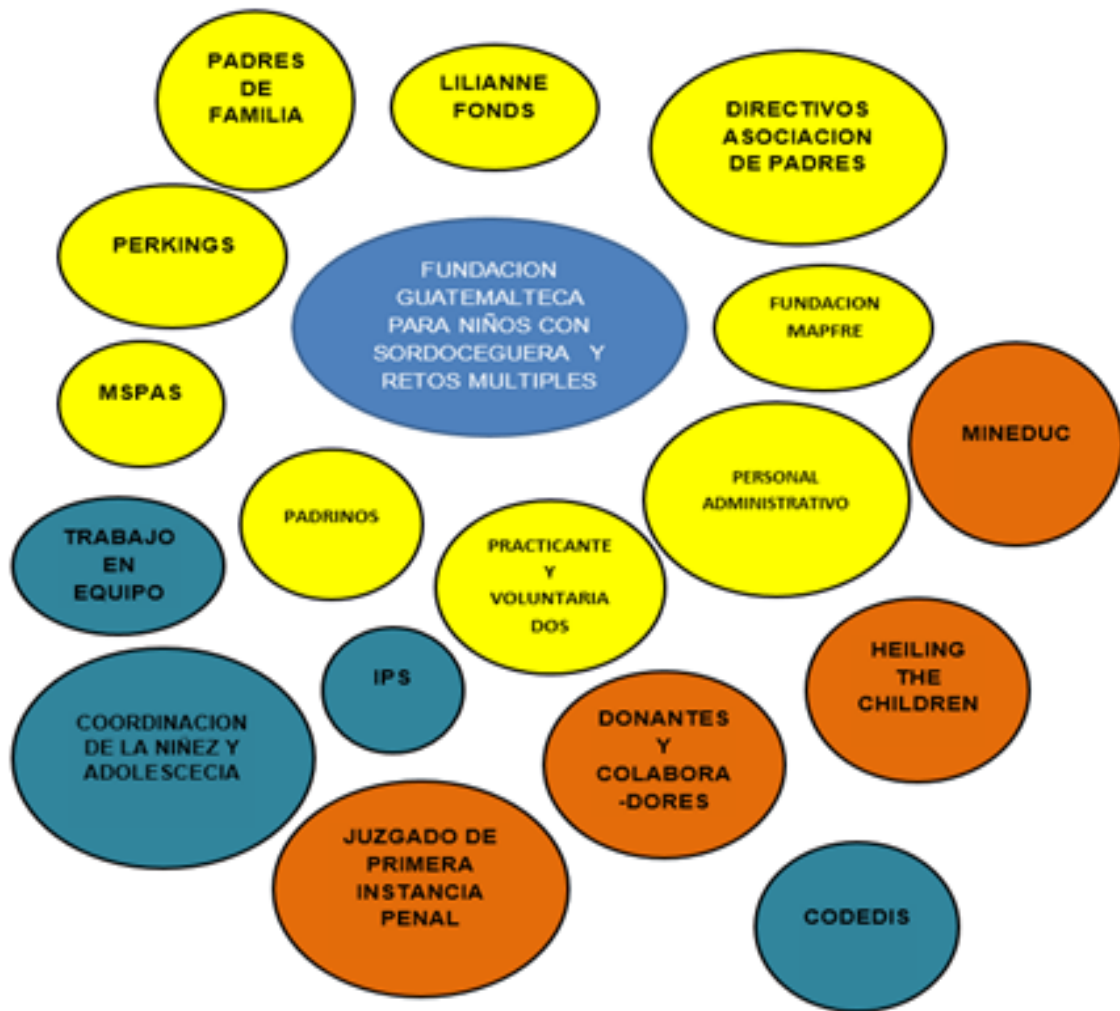 PADRES
DE
FAMILIA
LILIANNE
FONDS
DIRECTIVOS
ASOCIACION
DE PADRES
PERKINGS
FUNDACION
GUATEMALTECA
PARA NIÑOS CON
SORDOCEGUERA Y
RETOS MULTIPLES
FUNDACION
MAPFRE
MSPAS
MINEDUC
PERSONAL
ADMINISTRATIVO
PADRINOS
TRABAJO
EN
EQUIPO
PRACTICANTE
Y
VOLUNTARIA
DOS
IPS
HEILING
THE
CHILDREN
COORDINACION
DE LA NIÑEZ Y
ADOLESCECIA
DONANTES
Y
COLABORA
-DORES
JUZGADO DE
PRIMERA
INSTANCIA
PENAL
CODEDIS